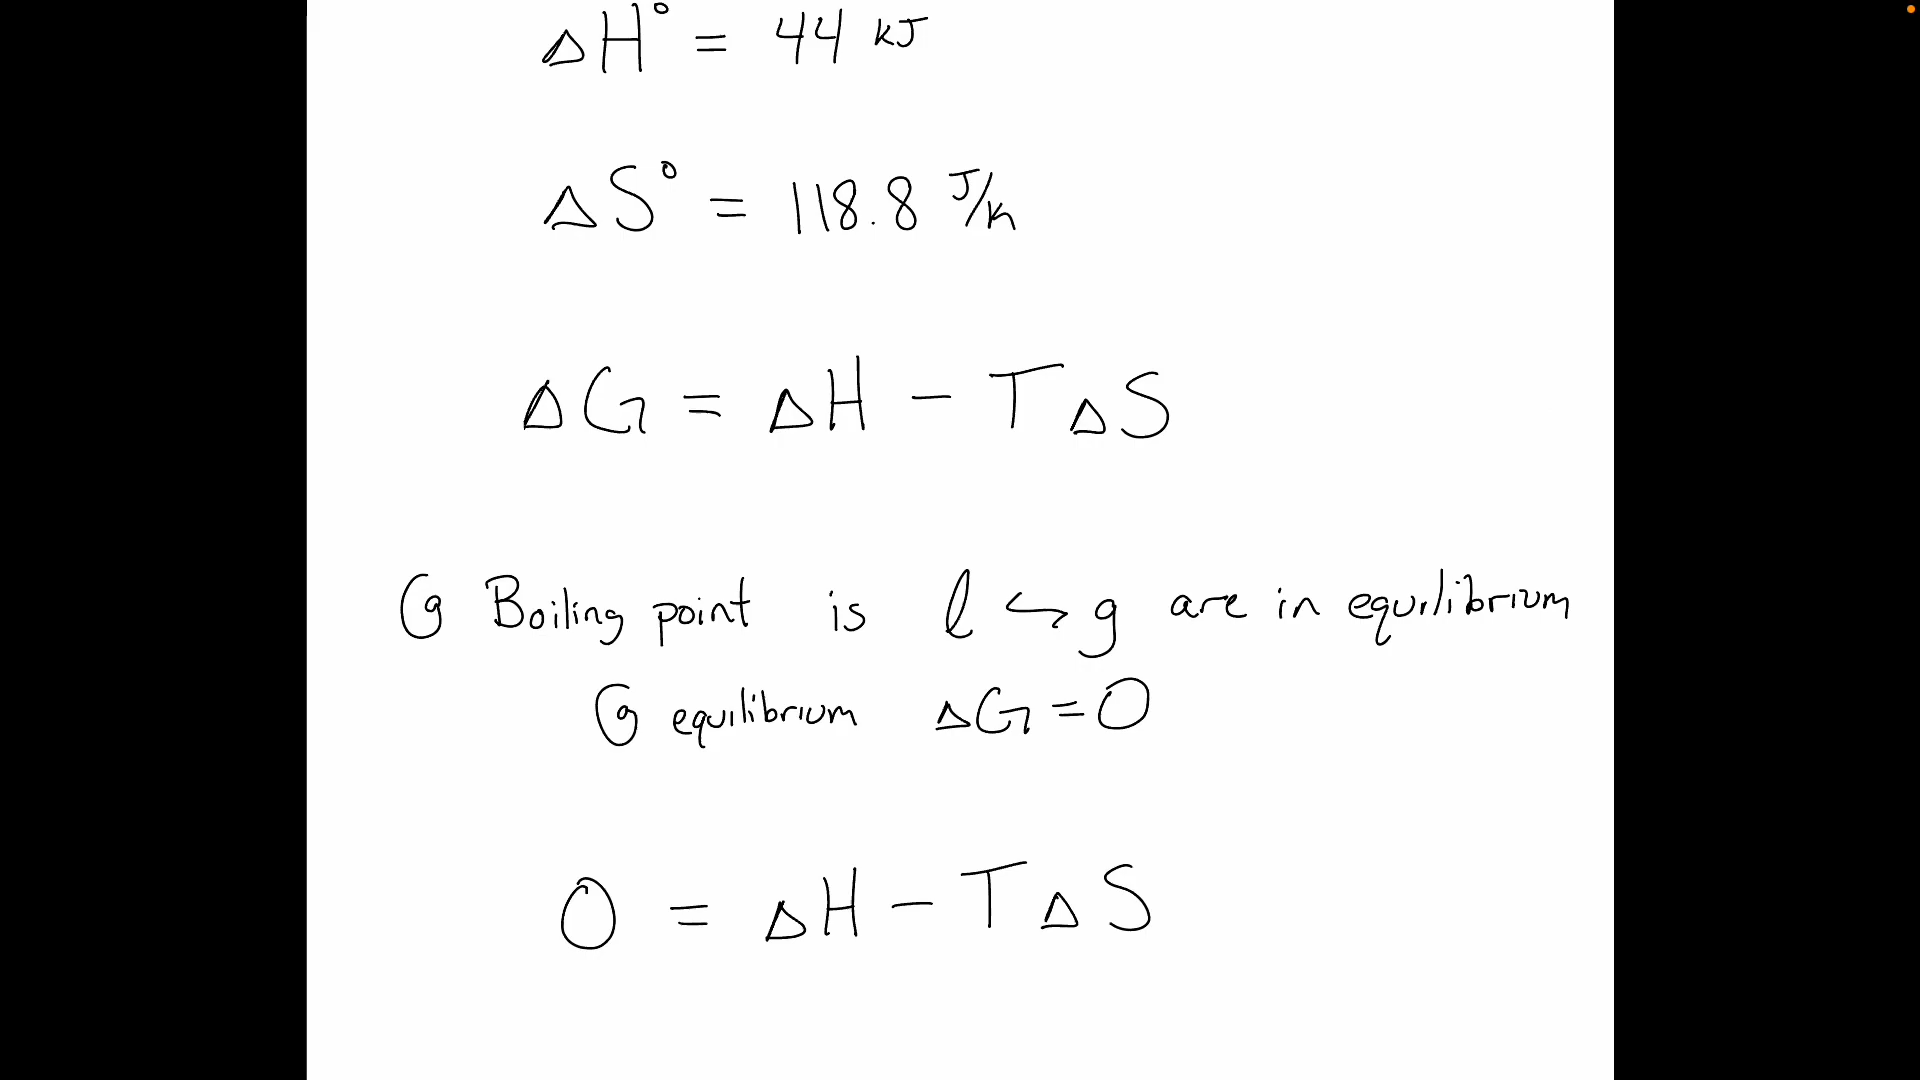 ΔH° = 44 kJ
ΔS° = 118.8 J/K
ΔG = ΔH - TΔS
@ Boiling point is l ↔ g are in equilibrium
@ equilibrium ΔG = 0
0 = ΔH - TΔS